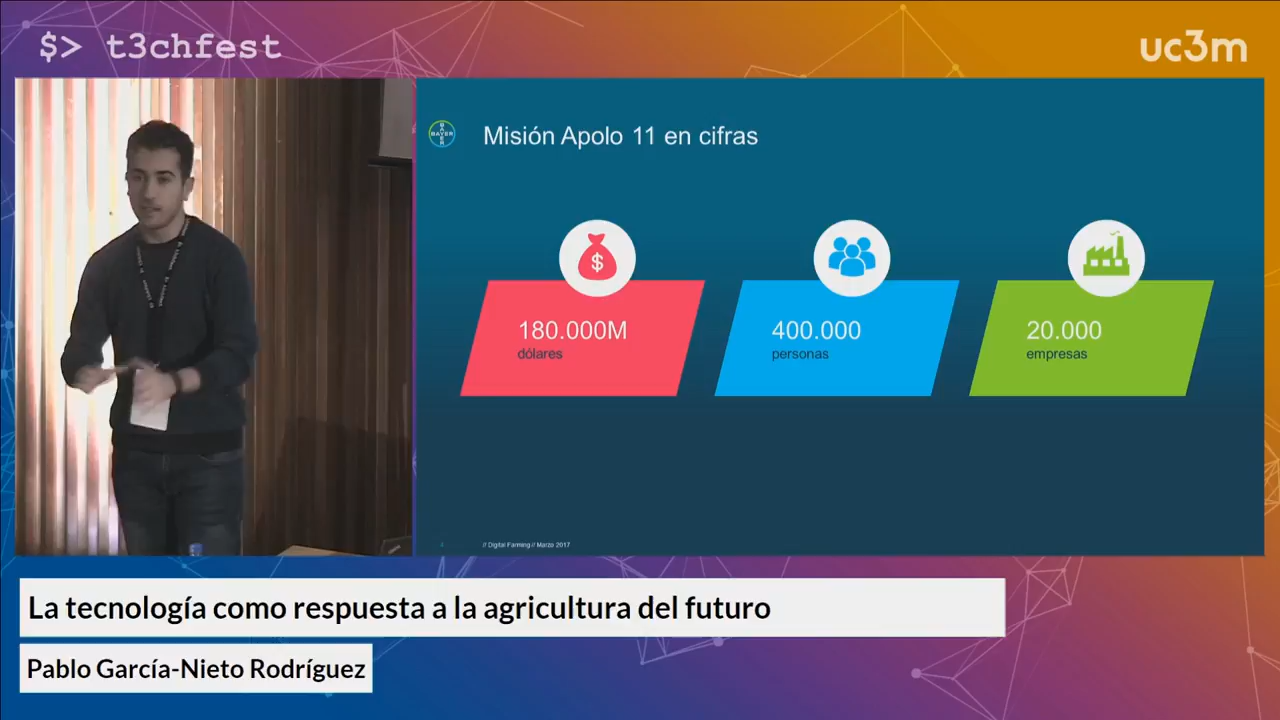 $> t3chfest
uc3m
BAYER
Misión Apolo 11 en cifras
$
180.000M
dólares
400.000
personas
20.000
empresas
// Digital Farming // Marzo 2017
La tecnología como respuesta a la agricultura del futuro
Pablo García-Nieto Rodríguez